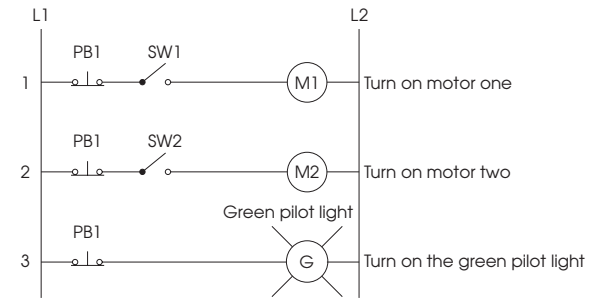 L1 L2
PB1 SW1
1 M1 Turn on motor one
PB1 SW2
2 M2 Turn on motor two
Green pilot light
PB1
3 G Turn on the green pilot light